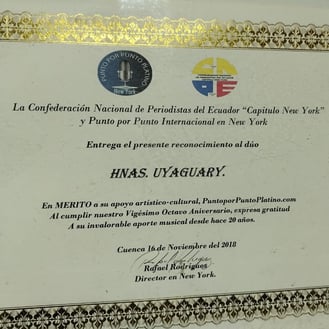 PUNTO POR PUNTO PLATINO
New York
La Confederación Nacional de Periodistas del Ecuador "Capitulo New York"
y Punto por Punto Internacional en New York
Entrega el presente reconocimiento al dúo
HNAS. UYAGUARY.
En MERITO a su apoyo artístico-cultural, PuntoporPuntoPlatino.com
Al cumplir nuestro Vigésimo Octavo Aniversario, expresa gratitud
A su invalorable aporte musical desde hace 20 años.
Cuenca 16 de Noviembre del 2018
Rafael Rodríguez
Director en New York.